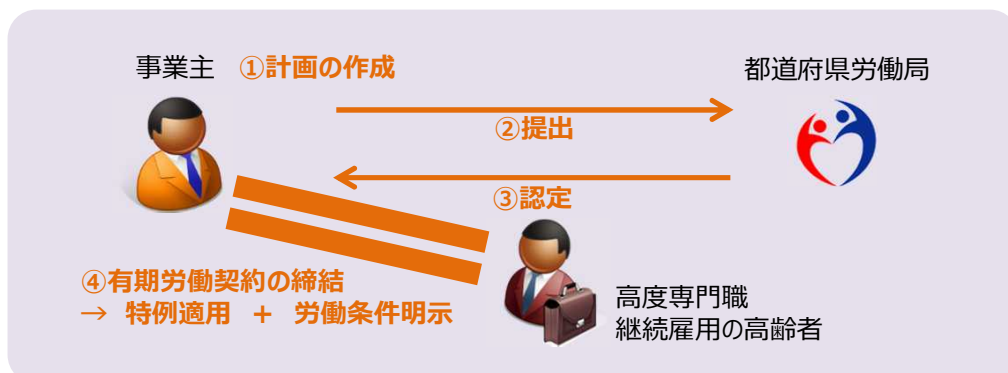 事業主 ①計画の作成
都道府県労働局
②提出
③認定
④有期労働契約の締結
→ 特例適用 + 労働条件明示
高度専門職
継続雇用の高齢者